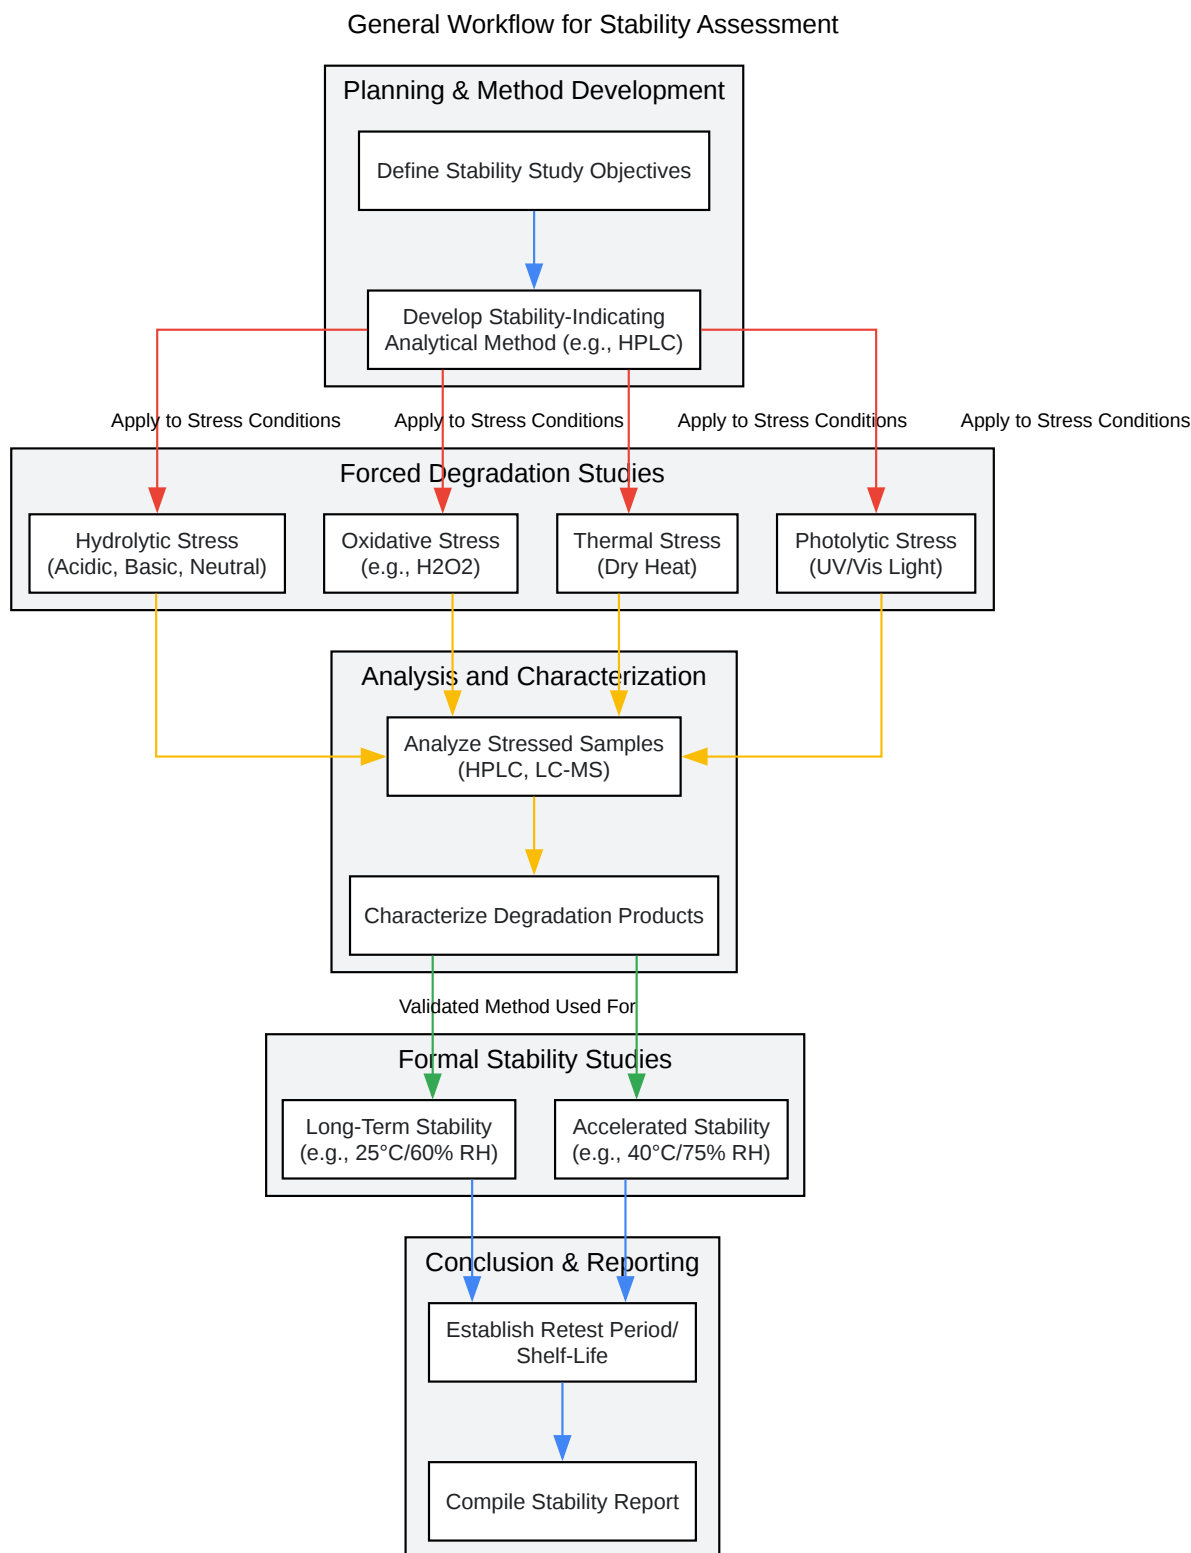 General Workflow for Stability Assessment
Planning & Method Development
Define Stability Study Objectives
Develop Stability-Indicating
Analytical Method (e.g., HPLC)
Apply to Stress Conditions
Apply to Stress Conditions
Apply to Stress Conditions
Apply to Stress Conditions
Forced Degradation Studies
Hydrolytic Stress
(Acidic, Basic, Neutral)
Oxidative Stress
(e.g., H2O2)
Thermal Stress
(Dry Heat)
Photolytic Stress
(UV/Vis Light)
Analysis and Characterization
Analyze Stressed Samples
(HPLC, LC-MS)
Characterize Degradation Products
Validated Method Used For
Formal Stability Studies
Long-Term Stability
(e.g., 25°C/60% RH)
Accelerated Stability
(e.g., 40°C/75% RH)
Conclusion & Reporting
Establish Retest Period/
Shelf-Life
Compile Stability Report